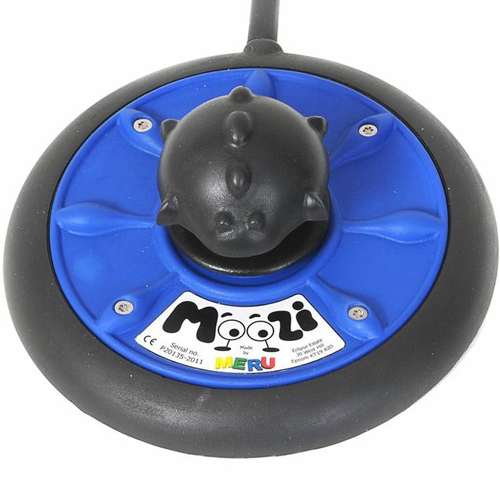 Moozi
Serial no.
P20135-2011
CE
Made
by
MERU
Eclipse Estate
30 West Hill
Epsom KT19 8JD